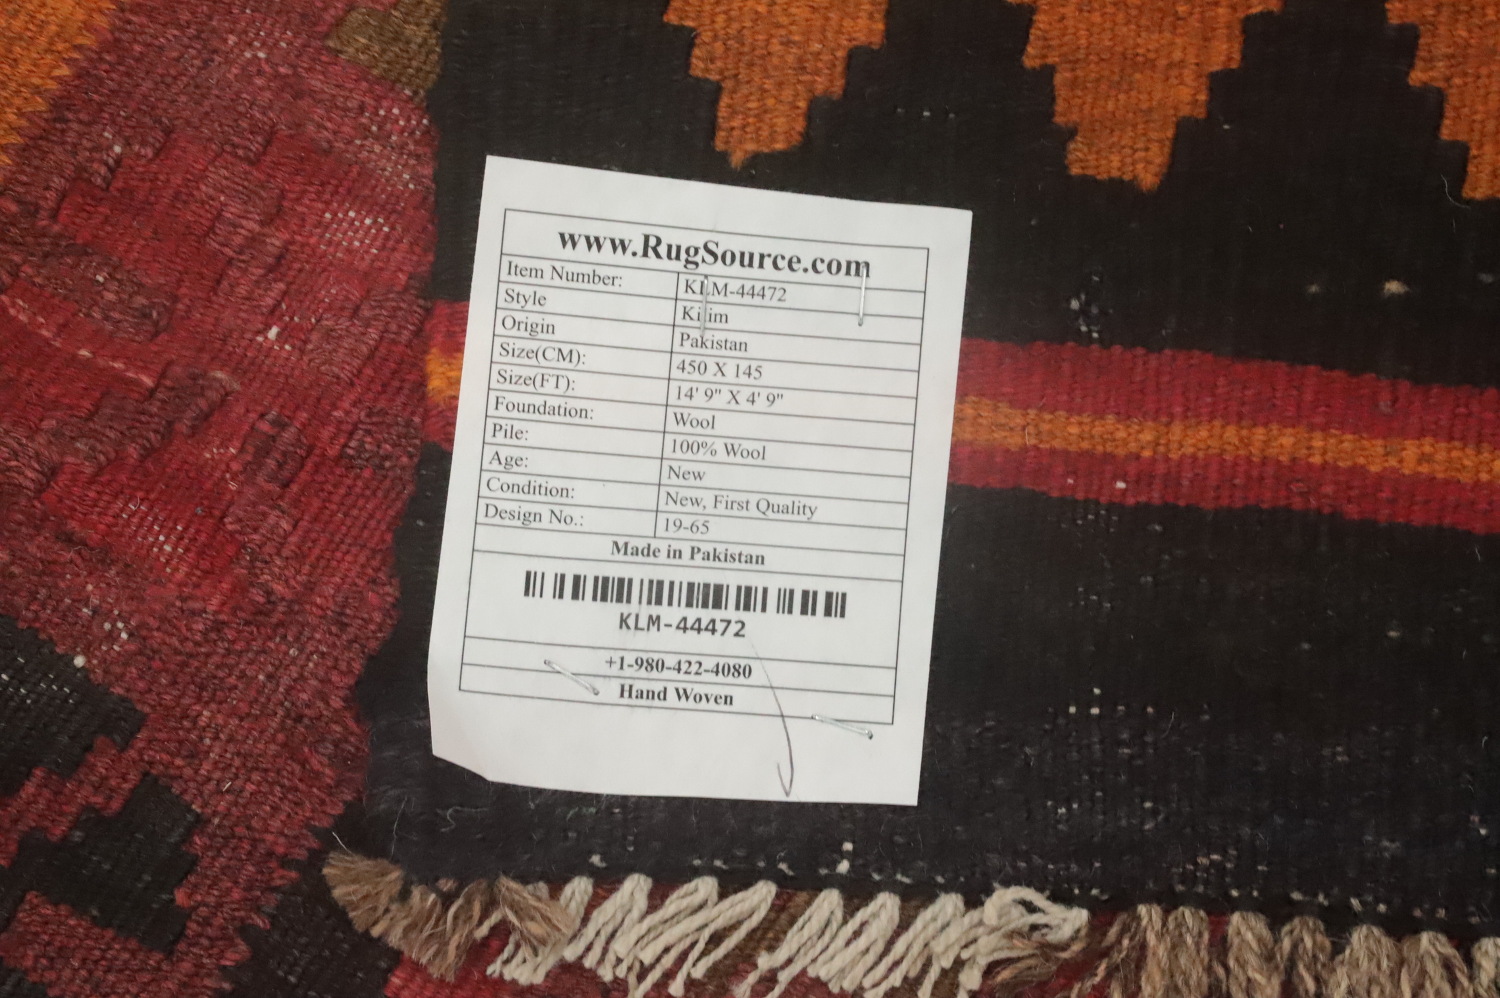 www.RugSource.com
Item Number: KLM-44472
Style Kilim
Origin Pakistan
Size(CM): 450 X 145
Size(FT): 14' 9" X 4' 9"
Foundation: Wool
Pile: 100% Wool
Age: New
Condition: New, First Quality
Design No.: 19-65
Made in Pakistan
KLM-44472
+1-980-422-4080
Hand Woven